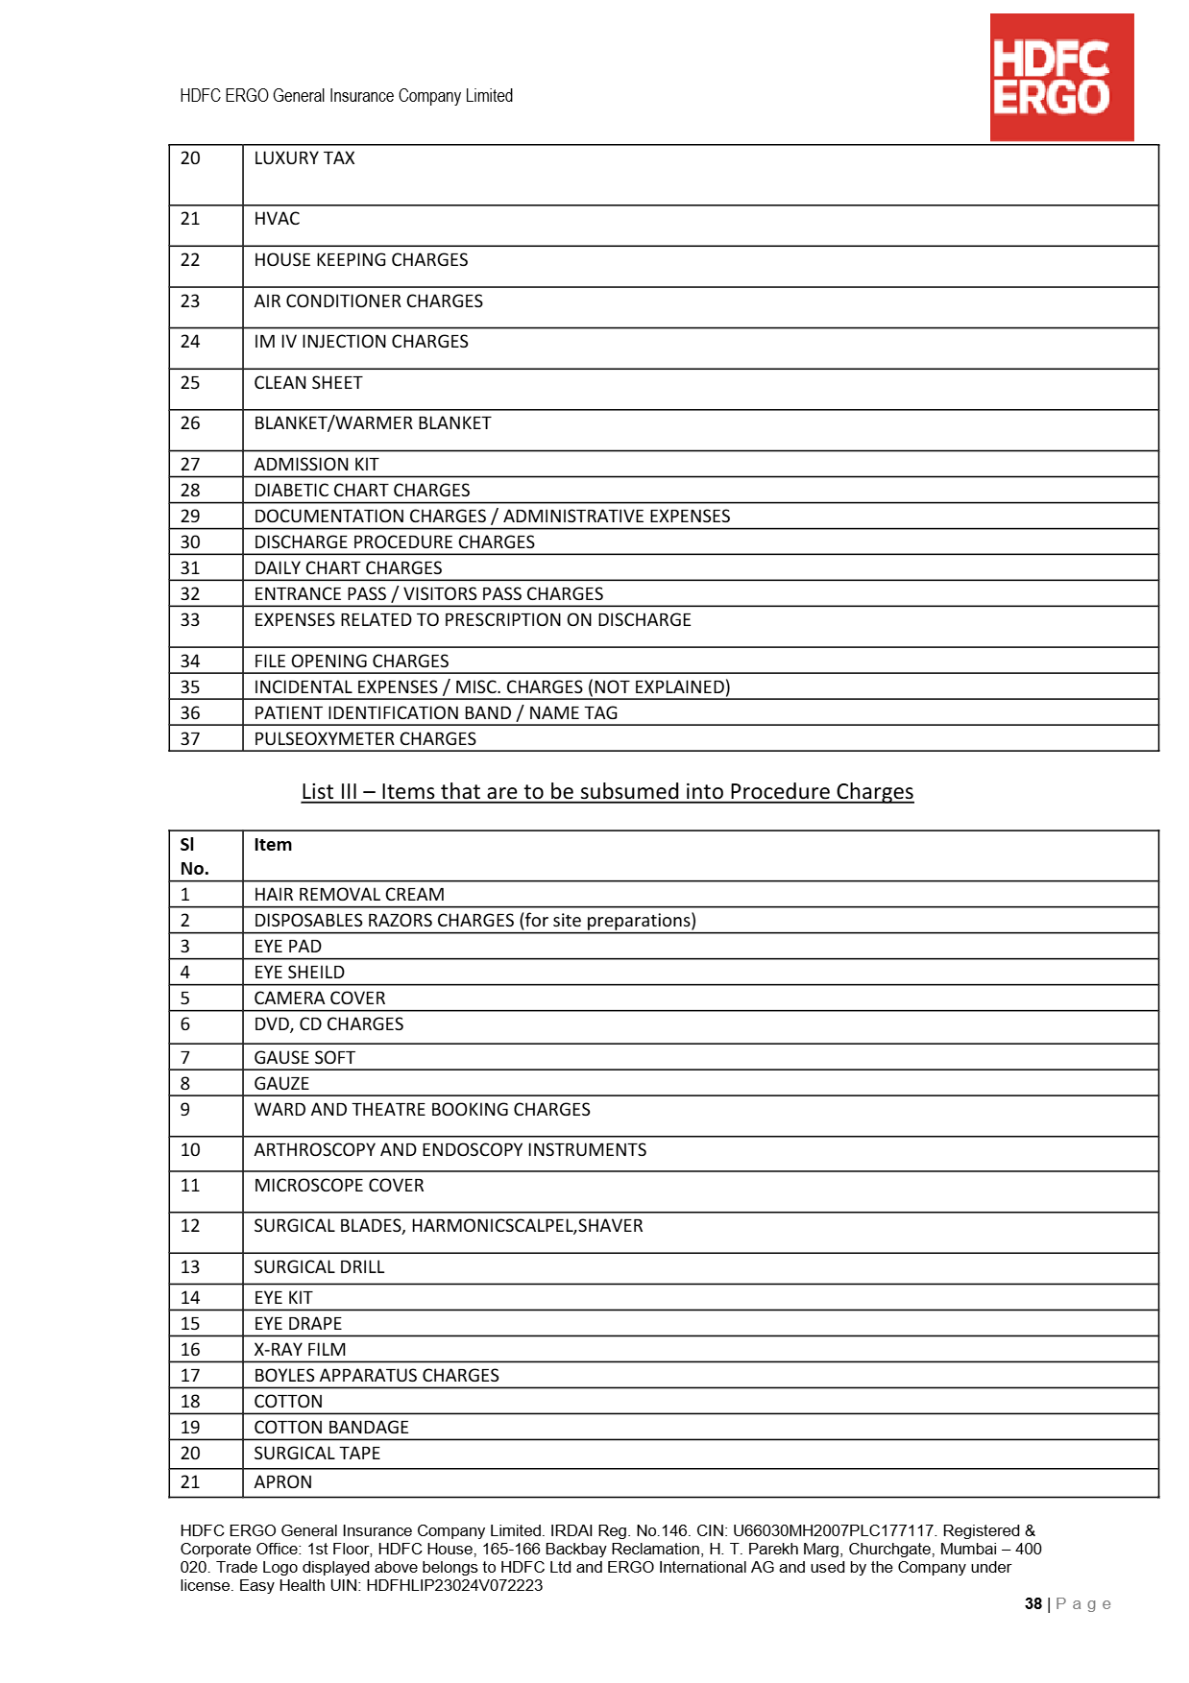 HDFC ERGO General Insurance Company Limited
HDFC
ERGO
20 LUXURY TAX
21 HVAC
22 HOUSE KEEPING CHARGES
23 AIR CONDITIONER CHARGES
24 IM IV INJECTION CHARGES
25 CLEAN SHEET
26 BLANKET/WARMER BLANKET
27 ADMISSION KIT
28 DIABETIC CHART CHARGES
29 DOCUMENTATION CHARGES / ADMINISTRATIVE EXPENSES
30 DISCHARGE PROCEDURE CHARGES
31 DAILY CHART CHARGES
32 ENTRANCE PASS / VISITORS PASS CHARGES
33 EXPENSES RELATED TO PRESCRIPTION ON DISCHARGE
34 FILE OPENING CHARGES
35 INCIDENTAL EXPENSES / MISC. CHARGES (NOT EXPLAINED)
36 PATIENT IDENTIFICATION BAND / NAME TAG
37 PULSEOXYMETER CHARGES
List III – Items that are to be subsumed into Procedure Charges
Sl Item
No.
1 HAIR REMOVAL CREAM
2 DISPOSABLES RAZORS CHARGES (for site preparations)
3 EYE PAD
4 EYE SHEILD
5 CAMERA COVER
6 DVD, CD CHARGES
7 GAUSE SOFT
8 GAUZE
9 WARD AND THEATRE BOOKING CHARGES
10 ARTHROSCOPY AND ENDOSCOPY INSTRUMENTS
11 MICROSCOPE COVER
12 SURGICAL BLADES, HARMONICSCALPEL,SHAVER
13 SURGICAL DRILL
14 EYE KIT
15 EYE DRAPE
16 X-RAY FILM
17 BOYLES APPARATUS CHARGES
18 COTTON
19 COTTON BANDAGE
20 SURGICAL TAPE
21 APRON
HDFC ERGO General Insurance Company Limited. IRDAI Reg. No.146. CIN: U66030MH2007PLC177117. Registered &
Corporate Office: 1st Floor, HDFC House, 165-166 Backbay Reclamation, H. T. Parekh Marg, Churchgate, Mumbai – 400
020. Trade Logo displayed above belongs to HDFC Ltd and ERGO International AG and used by the Company under
license. Easy Health UIN: HDFHLIP23024V072223
38 | Page